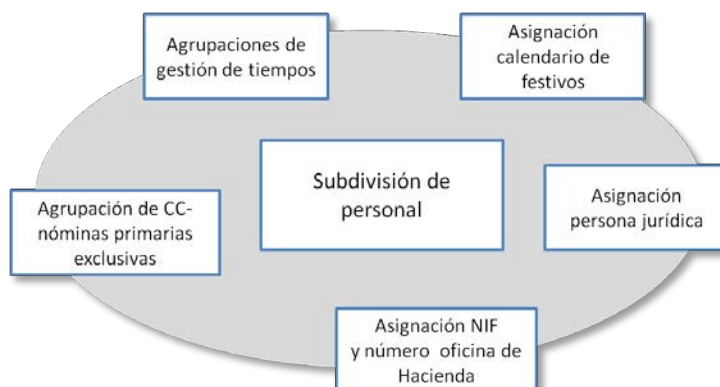 Agrupaciones de
gestión de tiempos
Asignación
calendario de
festivos
Subdivisión de
personal
Agrupación de CC-
nóminas primarias
exclusivas
Asignación
persona jurídica
Asignación NIF
y número oficina de
Hacienda